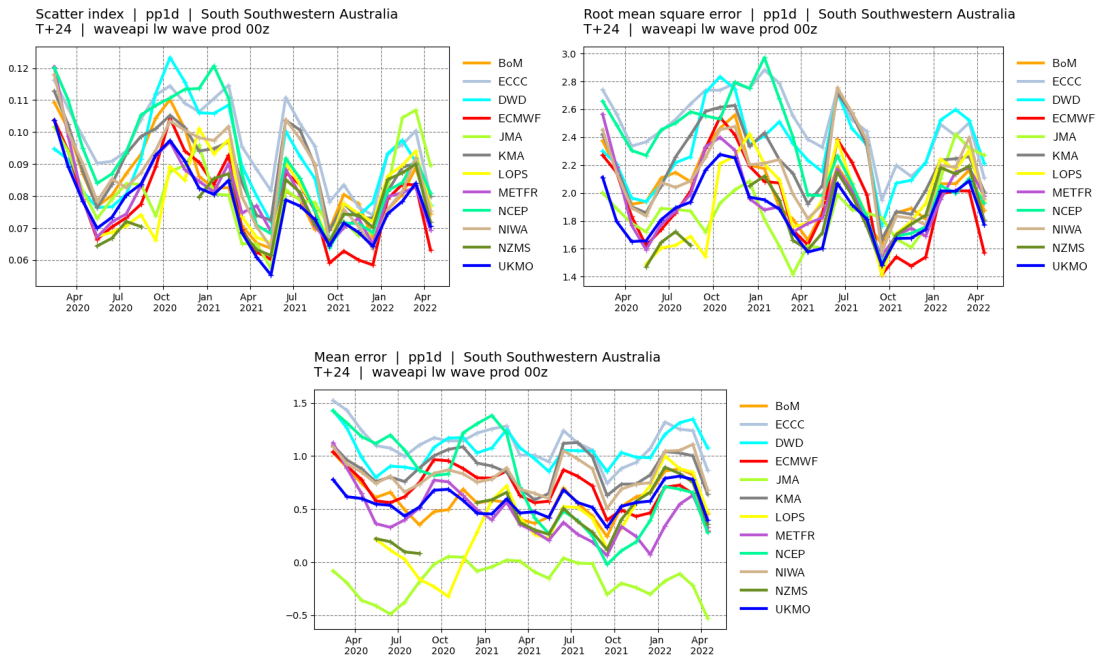 Scatter index | pp1d | South Southwestern Australia
T+24 | waveapi lw wave prod 00z
0.12
0.11
0.10
0.09
0.08
0.07
0.06
Apr 2020
Jul 2020
Oct 2020
Jan 2021
Apr 2021
Jul 2021
Oct 2021
Jan 2022
Apr 2022
BoM
ECCC
DWD
ECMWF
JMA
KMA
LOPS
METFR
NCEP
NIWA
NZMS
UKMO
Root mean square error | pp1d | South Southwestern Australia
T+24 | waveapi lw wave prod 00z
3.0
2.8
2.6
2.4
2.2
2.0
1.8
1.6
1.4
Apr 2020
Jul 2020
Oct 2020
Jan 2021
Apr 2021
Jul 2021
Oct 2021
Jan 2022
Apr 2022
BoM
ECCC
DWD
ECMWF
JMA
KMA
LOPS
METFR
NCEP
NIWA
NZMS
UKMO
Mean error | pp1d | South Southwestern Australia
T+24 | waveapi lw wave prod 00z
1.5
1.0
0.5
0.0
−0.5
Apr 2020
Jul 2020
Oct 2020
Jan 2021
Apr 2021
Jul 2021
Oct 2021
Jan 2022
Apr 2022
BoM
ECCC
DWD
ECMWF
JMA
KMA
LOPS
METFR
NCEP
NIWA
NZMS
UKMO